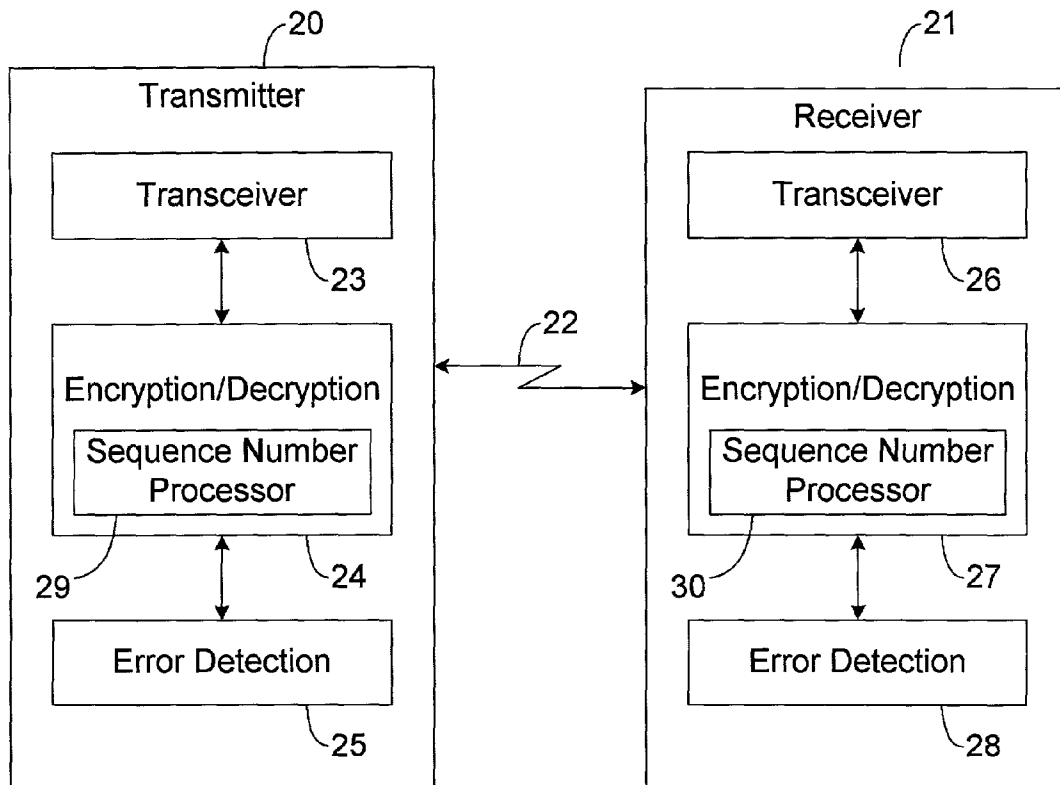 20
21
Transmitter
Receiver
Transceiver
Transceiver
23
26
22
Encryption/Decryption
Encryption/Decryption
Sequence Number
Processor
Sequence Number
Processor
29
24
30
27
Error Detection
Error Detection
25
28